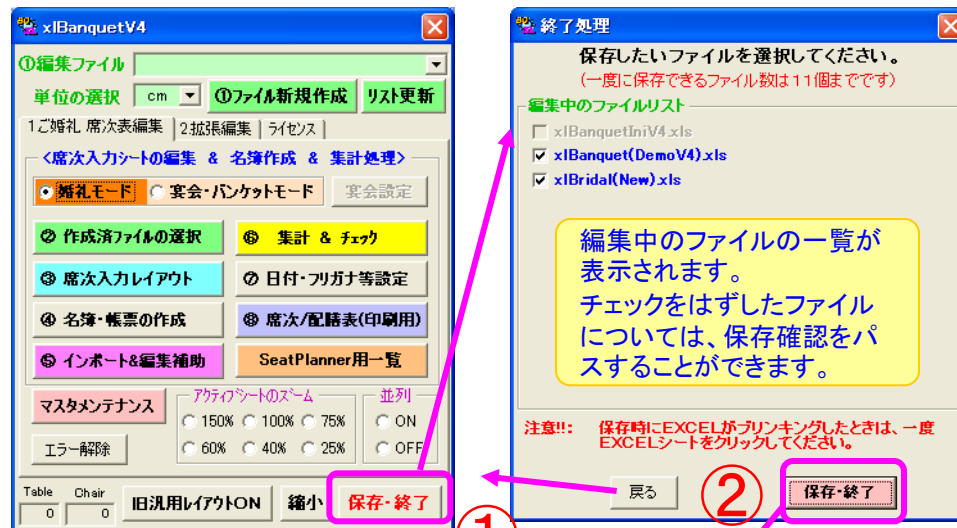 xlBanquetV4
①編集ファイル
単位の選択 cm ①ファイル新規作成 リスト更新
1ご婚礼 席次表編集 2拡張編集 ライセンス
<席次入力シートの編集 & 名簿作成 & 集計処理>
婚礼モード 宴会・バンケットモード 宴会設定
② 作成済ファイルの選択 ⑥ 集計 & チェック
③ 席次入力レイアウト ⑦ 日付・フリガナ等設定
④ 名簿・帳票の作成 ⑧ 席次/配膳表(印刷用)
⑤ インポート&編集補助 SeatPlanner用一覧
マスタメンテナンス
エラー解除
アクティブシートのズーム
150% 100% 75%
60% 40% 25%
並列
ON
OFF
Table Chair
0 0
旧汎用レイアウトON 縮小 保存・終了
①
終了処理
保存したいファイルを選択してください。
(一度に保存できるファイル数は11個までです)
編集中のファイルリスト
xlBanquetIniV4.xls
xlBanquet(DemoV4).xls
xlBridal(New).xls
編集中のファイルの一覧が
表示されます。
チェックをはずしたファイル
については、保存確認をパ
スすることができます。
注意!!: 保存時にEXCELがブリンキングしたときは、一度
EXCELシートをクリックしてください。
戻る ② 保存・終了